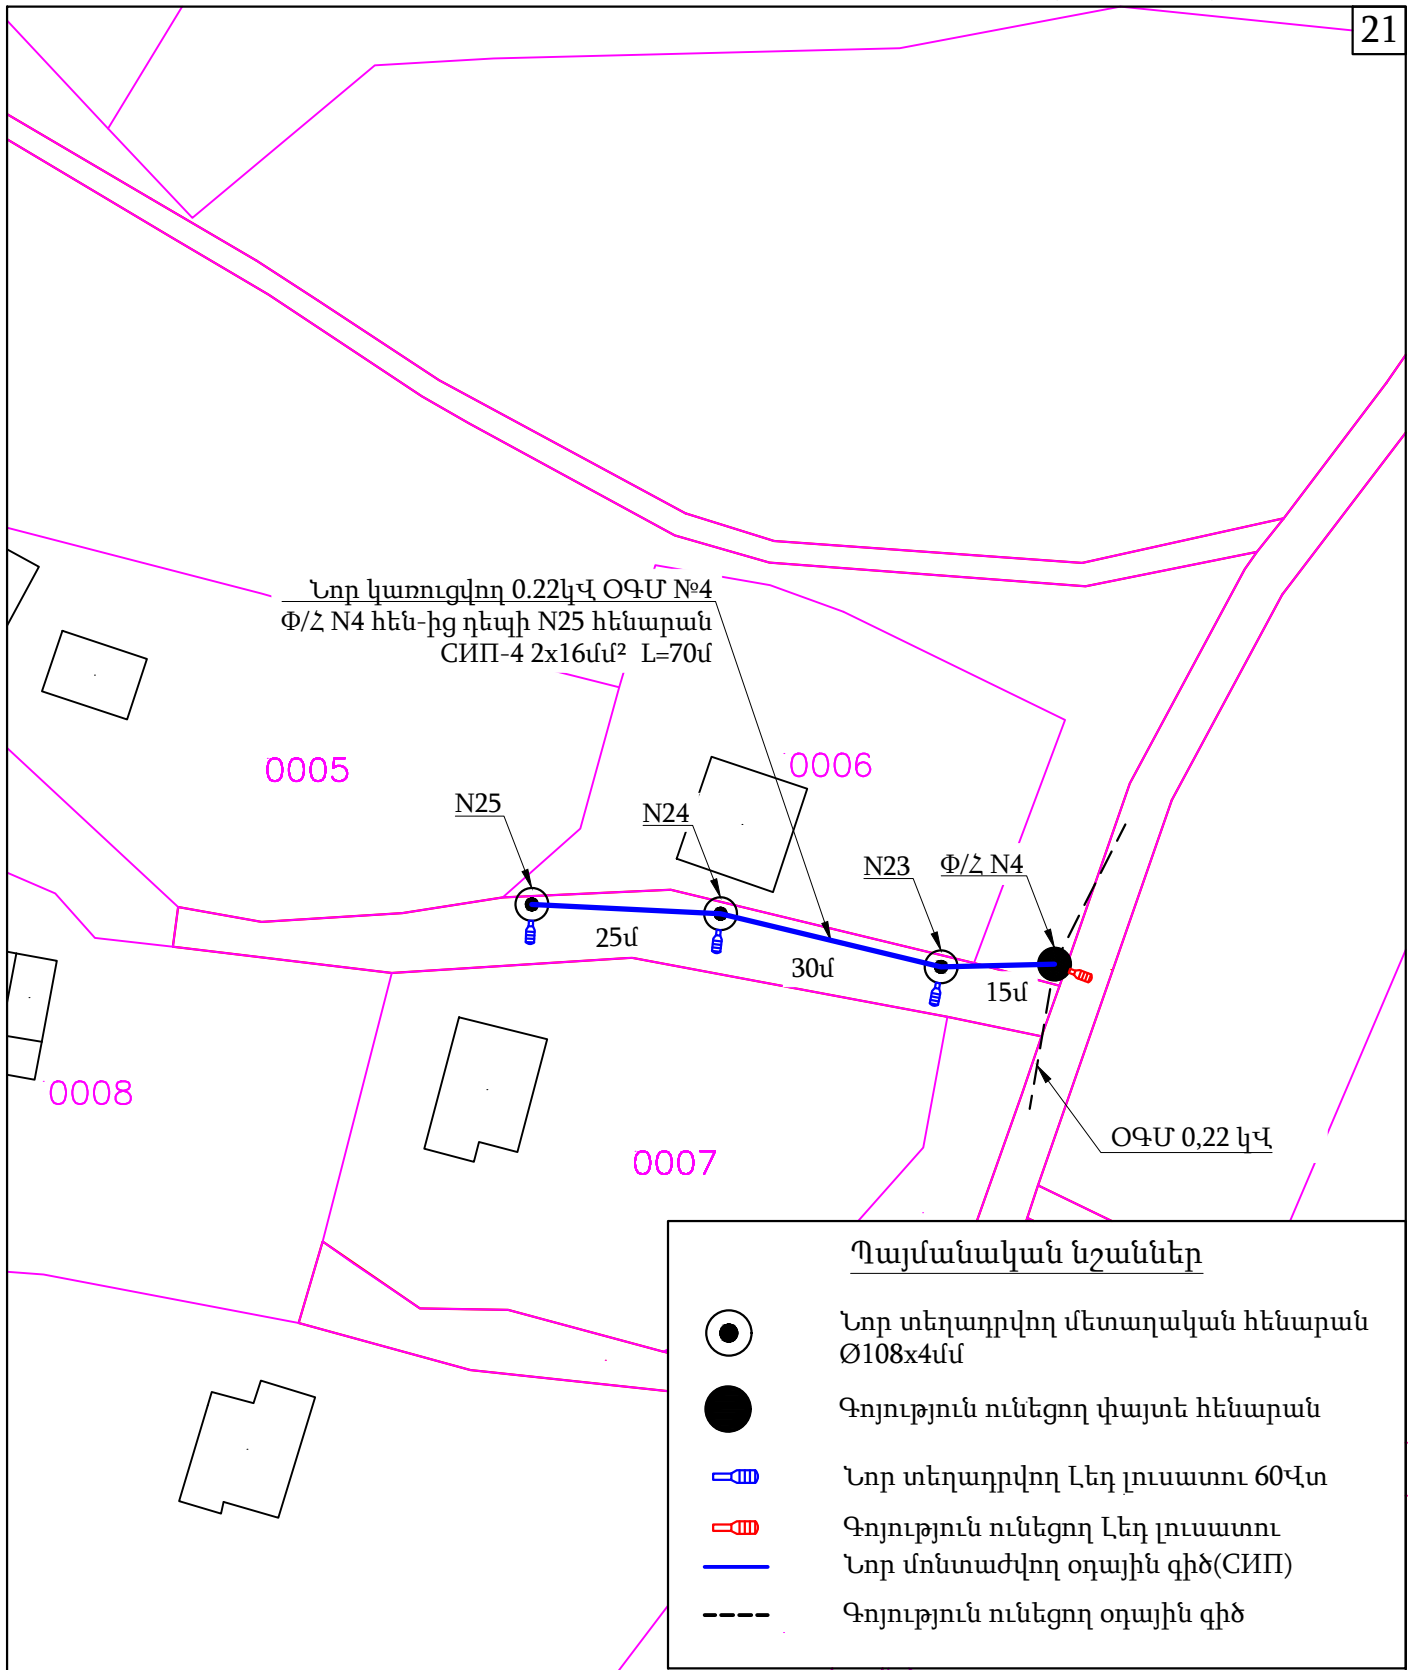 21
Նոր կառուցվող 0.22կՎ ՕԳՄ №4
Փ/Հ N4 հեն-ից դեպի N25 հենարան
СИП-4 2x16մմ² L=70մ
0005
0006
N25
N24
N23
Փ/Հ N4
25մ
30մ
15մ
0008
0007
ՕԳՄ 0,22 կՎ
Պայմանական նշաններ
Նոր տեղադրվող մետաղական հենարան
Ø108x4մմ
Գոյություն ունեցող փայտե հենարան
Նոր տեղադրվող Լեդ լուսատու 60Վտ
Գոյություն ունեցող Լեդ լուսատու
Նոր մոնտաժվող օդային գիծ(СИП)
Գոյություն ունեցող օդային գիծ